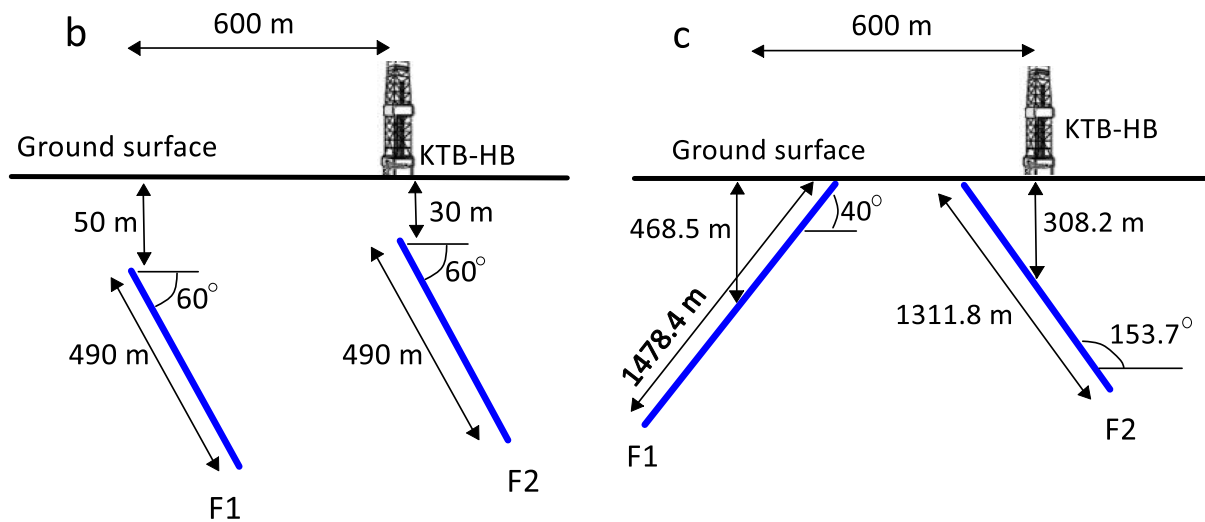 b
600 m
KTB-HB
Ground surface
50 m
30 m
60°
60°
490 m
490 m
F1
F2
c
600 m
KTB-HB
Ground surface
468.5 m
40°
308.2 m
1478.4 m
1311.8 m
153.7°
F1
F2